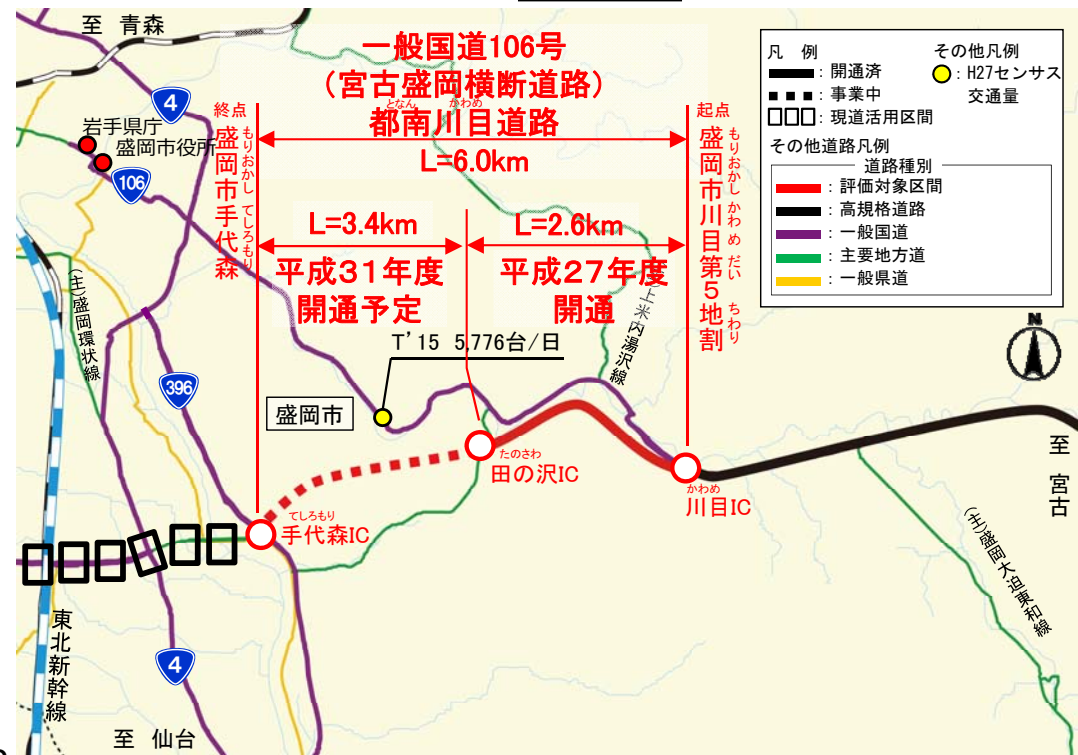 至 青森
一般国道106号
(宮古盛岡横断道路)
となん かわめ
都南川目道路
L=6.0km
終点
盛岡市手代森
もりおかし てしろもり
起点
盛岡市川目第5地割
もりおかし かわ め だい ちわり
L=3.4km
平成31年度
開通予定
L=2.6km
平成27年度
開通
4
岩手県庁
盛岡市役所
106
(主)盛岡環状線
396
T'15 5,776台/日
盛岡市
上米内湯沢線
たのさわ
田の沢IC
かわめ
川目IC
てしろもり
手代森IC
至 宮古
(主)盛岡大迫東和線
東北新幹線
4
至 仙台
凡 例
:開通済
:事業中
:現道活用区間
その他凡例
:H27センサス
交通量
その他道路凡例
道路種別
:評価対象区間
:高規格道路
:一般国道
:主要地方道
:一般県道
N